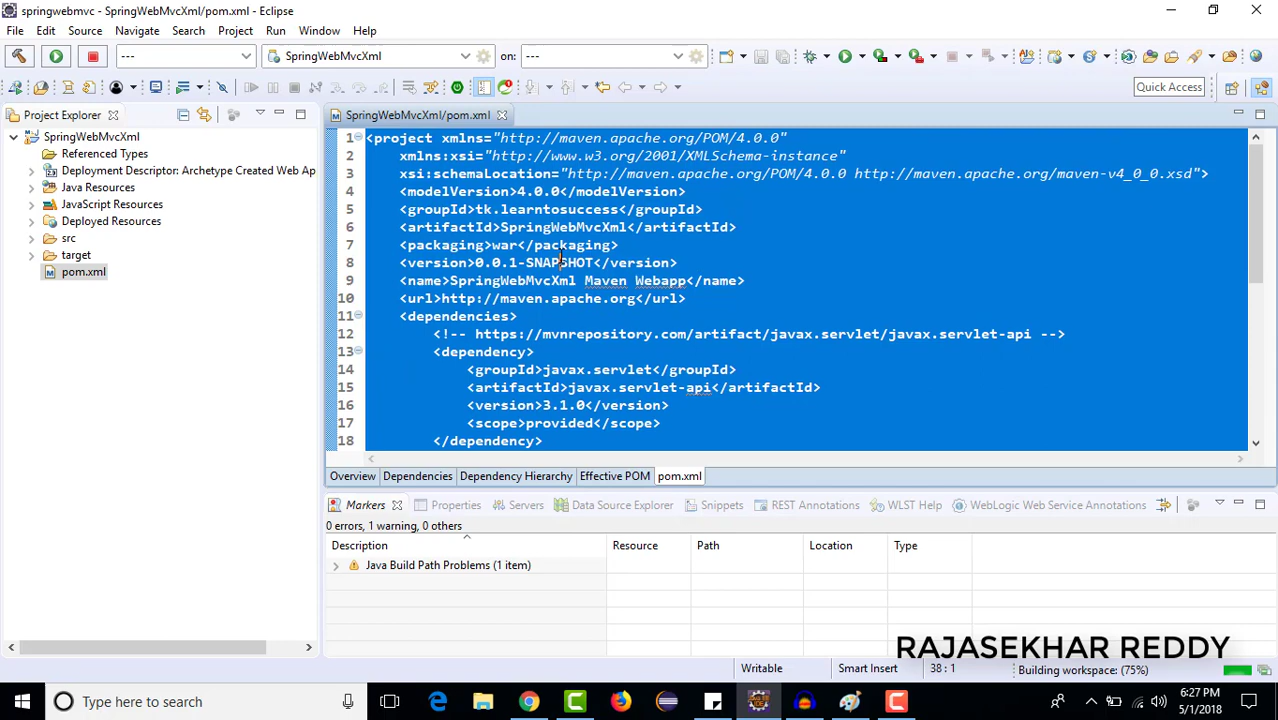 springwebmvc - SpringWebMvcXml/pom.xml - Eclipse
File Edit Source Navigate Search Project Run Window Help
--- SpringWebMvcXml on: ---
Quick Access
Project Explorer
SpringWebMvcXml
Referenced Types
Deployment Descriptor: Archetype Created Web Ap
Java Resources
JavaScript Resources
Deployed Resources
src
target
pom.xml
SpringWebMvcXml/pom.xml
1 <project xmlns="http://maven.apache.org/POM/4.0.0"
2 xmlns:xsi="http://www.w3.org/2001/XMLSchema-instance"
3 xsi:schemaLocation="http://maven.apache.org/POM/4.0.0 http://maven.apache.org/maven-v4_0_0.xsd">
4 <modelVersion>4.0.0</modelVersion>
5 <groupId>tk.learntosuccess</groupId>
6 <artifactId>SpringWebMvcXml</artifactId>
7 <packaging>war</packaging>
8 <version>0.0.1-SNAPSHOT</version>
9 <name>SpringWebMvcXml Maven Webapp</name>
10 <url>http://maven.apache.org</url>
11 <dependencies>
12 <!-- https://mvnrepository.com/artifact/javax.servlet/javax.servlet-api -->
13 <dependency>
14 <groupId>javax.servlet</groupId>
15 <artifactId>javax.servlet-api</artifactId>
16 <version>3.1.0</version>
17 <scope>provided</scope>
18 </dependency>
Overview Dependencies Dependency Hierarchy Effective POM pom.xml
Markers Properties Servers Data Source Explorer Snippets REST Annotations WLST Help WebLogic Web Service Annotations
0 errors, 1 warning, 0 others
Description Resource Path Location Type
Java Build Path Problems (1 item)
RAJASEKHAR REDDY
Writable Smart Insert 38 : 1 Building workspace: (75%)
Type here to search
6:27 PM
5/1/2018